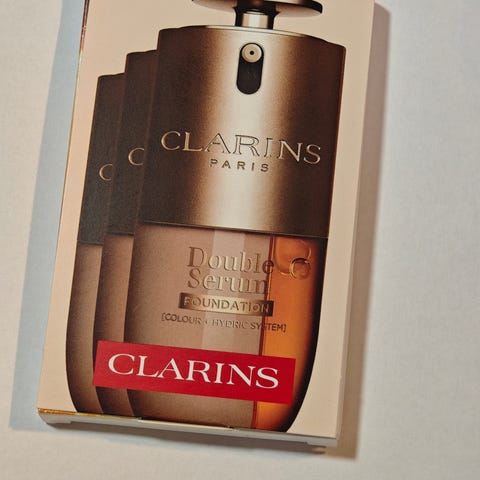 CLARINS
PARIS
C
C
Double
Serum
FOUNDATION
[COLOUR + HYDRIC SYSTEM]
CLARINS